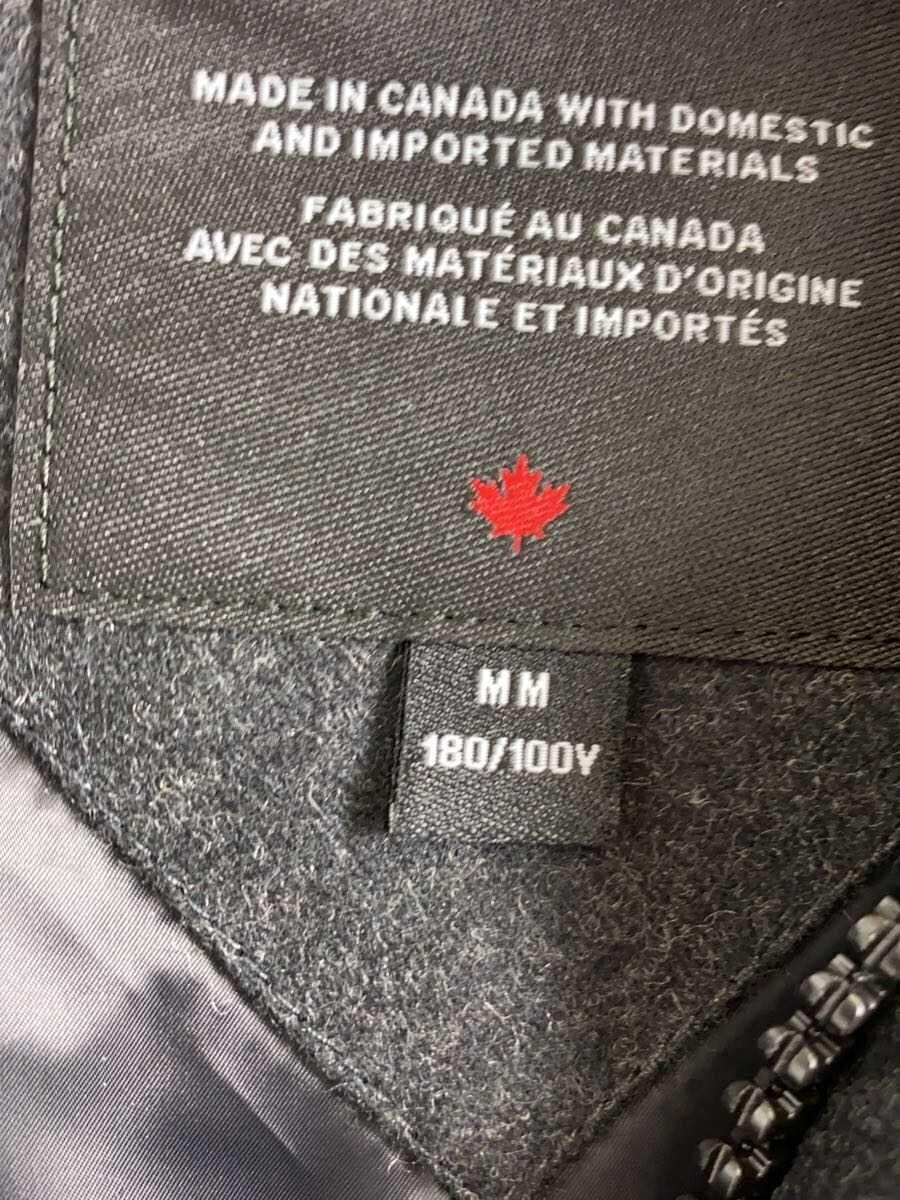 MADE IN CANADA WITH DOMESTIC
AND IMPORTED MATERIALS
FABRIQUÉ AU CANADA
AVEC DES MATÉRIAUX D'ORIGINE
NATIONALE ET IMPORTÉS
MM
180/100Y